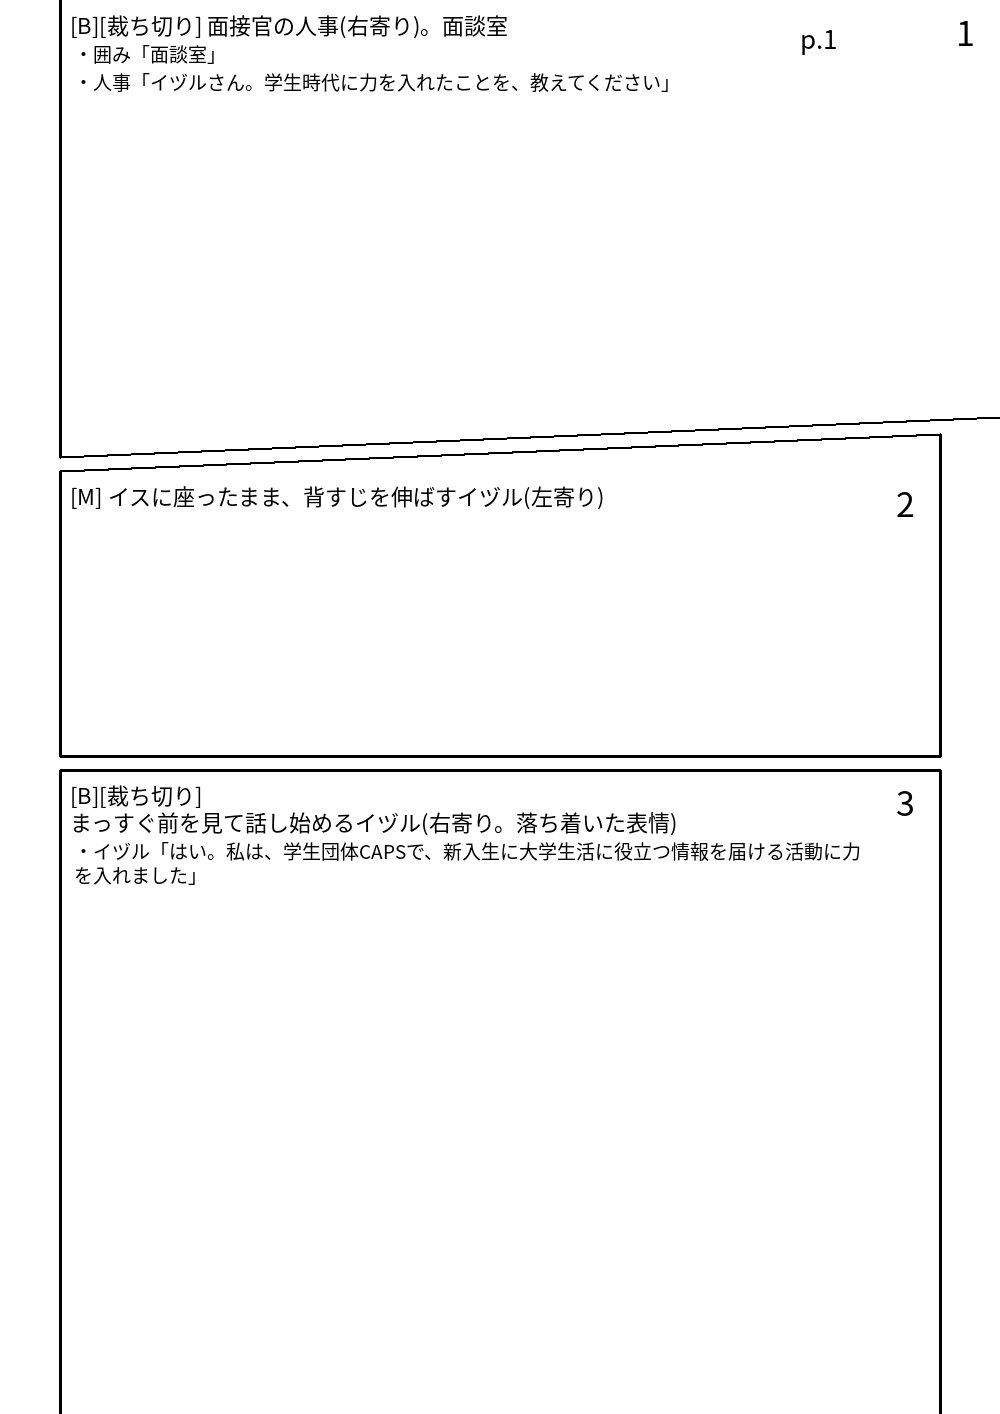 p.1
1
[B][裁ち切り] 面接官の人事(右寄り)。面談室
・囲み「面談室」
・人事「イヅルさん。学生時代に力を入れたことを、教えてください」
2
[M] イスに座ったまま、背すじを伸ばすイヅル(左寄り)
3
[B][裁ち切り]
まっすぐ前を見て話し始めるイヅル(右寄り。落ち着いた表情)
・イヅル「はい。私は、学生団体CAPSで、新入生に大学生活に役立つ情報を届ける活動に力
を入れました」